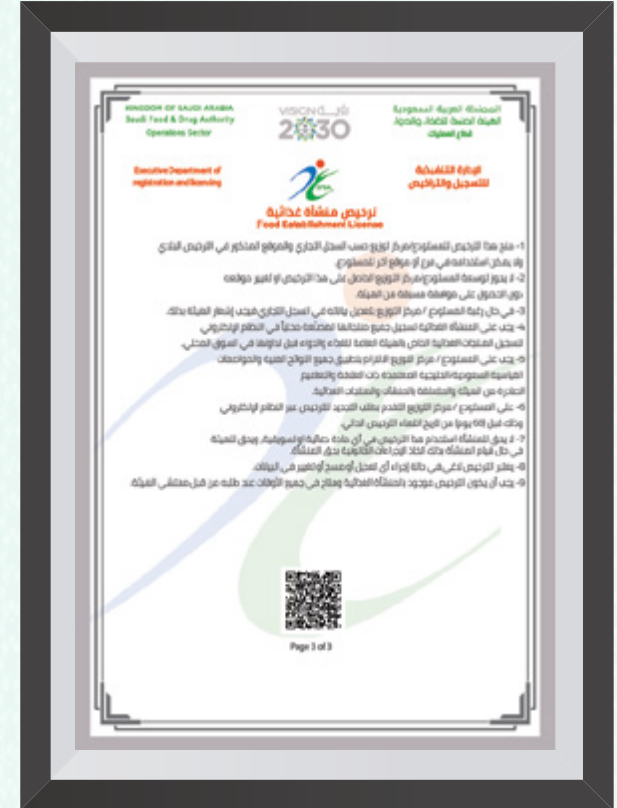 KINGDOM OF SAUDI ARABIA
Saudi Food & Drug Authority
Operations Sector
VISION رؤيـــة
2030
المملكة العربية السعودية
الهيئة العامة للغذاء والدواء
قطاع العمليات
Executive Department of
registration and licencing
الإدارة التنفيذية
للتسجيل والتراخيص
SFDA
ترخيص منشأة غذائية
Food Establishment License
1- منح هذا الترخيص للمستودع/مركز توزيع حسب السجل التجاري والموقع المذكور في الترخيص البلدي
ولا يمكن استخدامه في فرع أو موقع آخر للمستودع.
2- لا يجوز توسعة المستودع/مركز التوزيع الحاصل على هذا الترخيص او تغيير موقعه
دون الحصول على موافقة مسبقة من الهيئة.
3- في حال رغبة المستودع / مركز التوزيع بتعديل بياناته في السجل التجاري فيجب إشعار الهيئة بذلك.
4- يجب على المنشأة الغذائية تسجيل جميع منتجاتها المصنّعة محلياً في النظام الإلكتروني
لتسجيل المنتجات الغذائية الخاص بالهيئة العامة للغذاء والدواء قبل تداولها في السوق المحلي.
5- يجب على المستودع / مركز التوزيع الالتزام بتطبيق جميع اللوائح الفنية والمواصفات
القياسية السعودية/الخليجية المعتمدة ذات العلاقة والتعاميم
الصادرة من الهيئة والمتعلقة بالمنشآت والمنتجات الغذائية.
6- على المستودع / مركز التوزيع التقدم بطلب التجديد للترخيص عبر النظام الإلكتروني
وذلك قبل (60 يوم) من تاريخ انتهاء الترخيص الحالي.
7- لا يحق للمنشأة استخدام هذا الترخيص في أي مادة دعائية او تسويقية، ويحق للهيئة
في حال قيام المنشأة بذلك اتخاذ الإجراءات القانونية بحق المنشأة.
8- يعتبر الترخيص لاغي في حالة إجراء أي تعديل أو مسح أو تغيير في البيانات.
9- يجب أن يكون الترخيص موجود بالمنشأة الغذائية ومتاح في جميع الأوقات عند طلبه من قبل مفتشي الهيئة.
Page 3 of 3